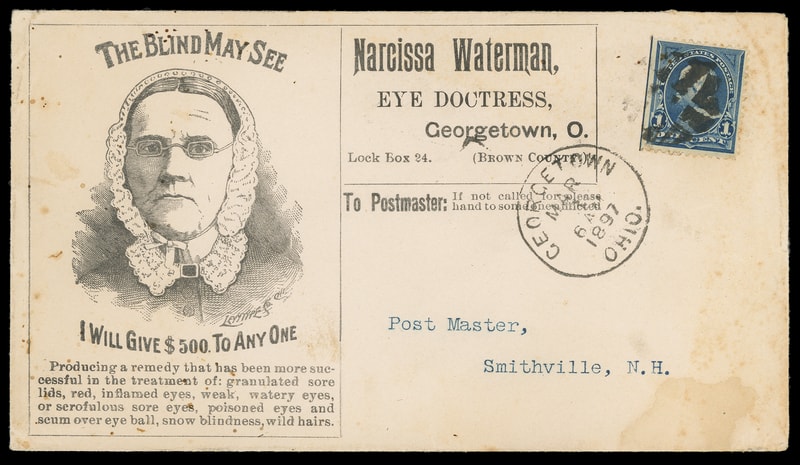 THE BLIND MAY SEE
I WILL GIVE $500. TO ANY ONE
Producing a remedy that has been more suc-
cessful in the treatment of: granulated sore
lids, red, inflamed eyes, weak, watery eyes,
or scrofulous sore eyes, poisoned eyes and
scum over eye ball, snow blindness, wild hairs.
Narcissa Waterman,
EYE DOCTRESS,
Georgetown, O.
Lock Box 24. (BROWN COUNTY.)
To Postmaster: If not called for please
hand to some one afflicted
GEORGETOWN
MAR
6 AM
1897
OHIO.
1 1
Post Master,
Smithville, N.H.